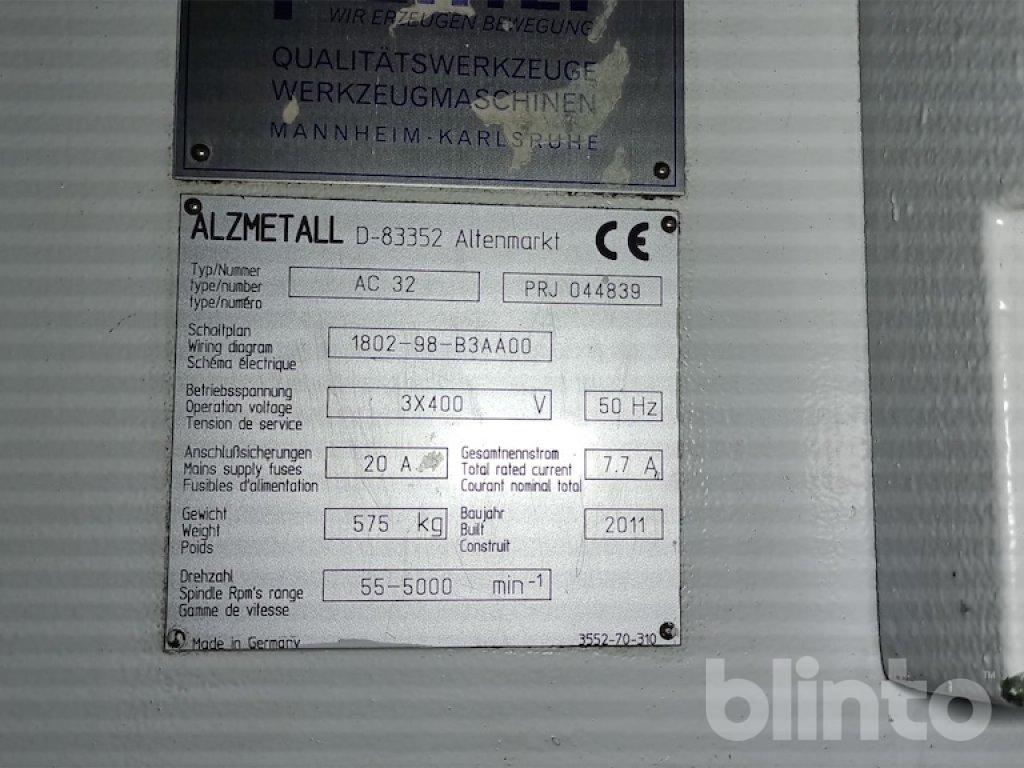 WIR ERZEUGEN BEWEGUNG
QUALITÄTSWERKZEUGE
WERKZEUGMASCHINEN
MANNHEIM-KARLSRUHE
ALZMETALL D-83352 Altenmarkt CE
Typ/Nummer
type/number AC 32 PRJ 044839
type/numéro
Schaltplan
Wiring diagram 1802-98-B3AA00
Schéma électrique
Betriebsspannung
Operation voltage 3X400 V 50 Hz
Tension de service
Anschlußsicherungen Gesamtnennstrom
Mains supply fuses 20 A Total rated current 7.7 A
Fusibles d'alimentation Courant nominal total
Gewicht Baujahr
Weight 575 kg Built 2011
Poids Construit
Drehzahl
Spindle Rpm's range 55-5000 min-1
Gamme de vitesse
Made in Germany 3552-70-310
blinto™